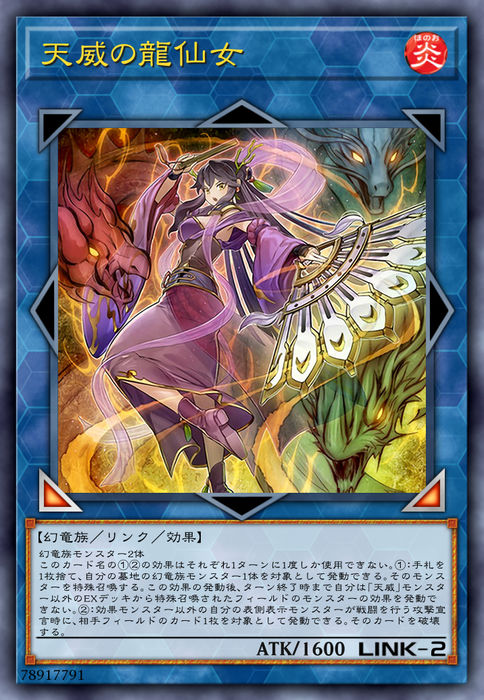 天威の龍仙女
ほのお
炎
【幻竜族／リンク／効果】
幻竜族モンスター2体
このカード名の①②の効果はそれぞれ1ターンに1度しか使用できない。①：手札を
1枚捨て、自分の墓地の幻竜族モンスター1体を対象として発動できる。そのモンス
ターを特殊召喚する。この効果の発動後、ターン終了時まで自分は「天威」モンス
ター以外のEXデッキから特殊召喚されたフィールドのモンスターの効果を発動で
きない。②：効果モンスター以外の自分の表側表示モンスターが戦闘を行う攻撃宣
言時に、相手フィールドのカード1枚を対象として発動できる。そのカードを破壊
する。
ATK/1600 LINK-2
78917791